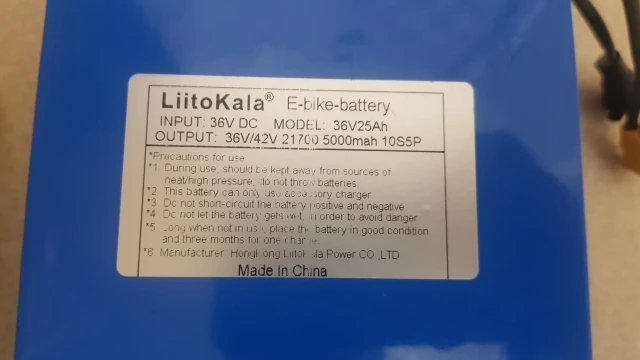 LiitoKala® E-bike-battery
INPUT: 36V DC MODEL: 36V25Ah
OUTPUT: 36V/42V 21700 5000mah 10S5P
*Precautions for use
*1 During use, should be kept away from sources of
heat/high pressure, do not throw batteries
*2 This battery can only use accessory charger
*3 Do not short-circuit the battery positive and negative
*4 Do not let the battery gets wet, in order to avoid danger
*5 Long when not in use, place the battery in good condition
and three months for one charge
*6 Manufacturer HongKong LiitoKala Power CO.,LTD
Made in China